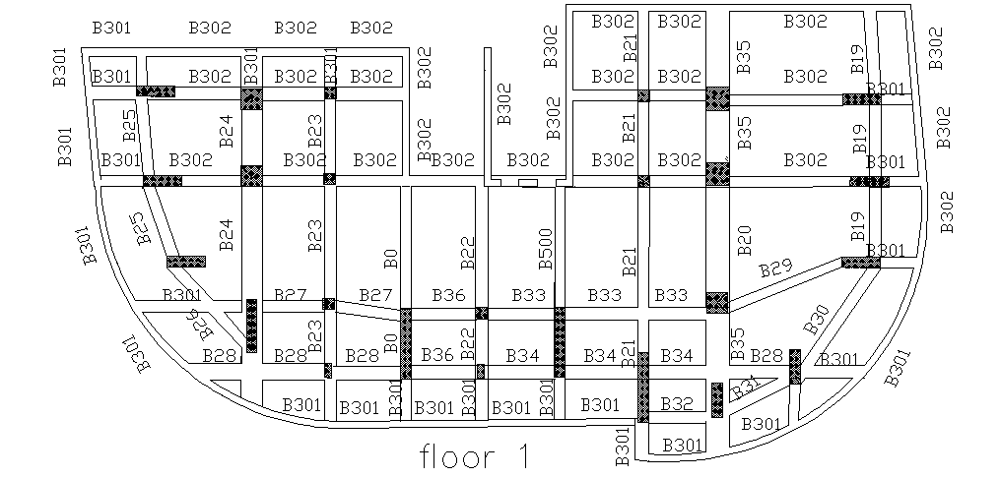 B302 B302 B302
B301 B302 B302 B302
B301 B301 B301 B302 B302 B21 B35 B19 B302
B301 B302 B302 B302 B302 B302 B302
B302 B301
B301 B25 B24 B23 B302 B302 B21 B35 B19 B302
B301 B302 B302 B302 B302 B302 B302 B302 B302 B301
B302
B301 B25 B24 B23 B0 B22 B500 B21 B20 B19
B301
B29
B301 B27 B27 B36 B33 B33 B33
B26 B23 B0 B22 B21 B35 B30
B301 B28 B28 B28 B36 B34 B34 B34 B28 B301 B301
B31
B301 B301 B301 B301 B301 B301 B301 B301 B301 B32
B301
B301 B301
floor 1